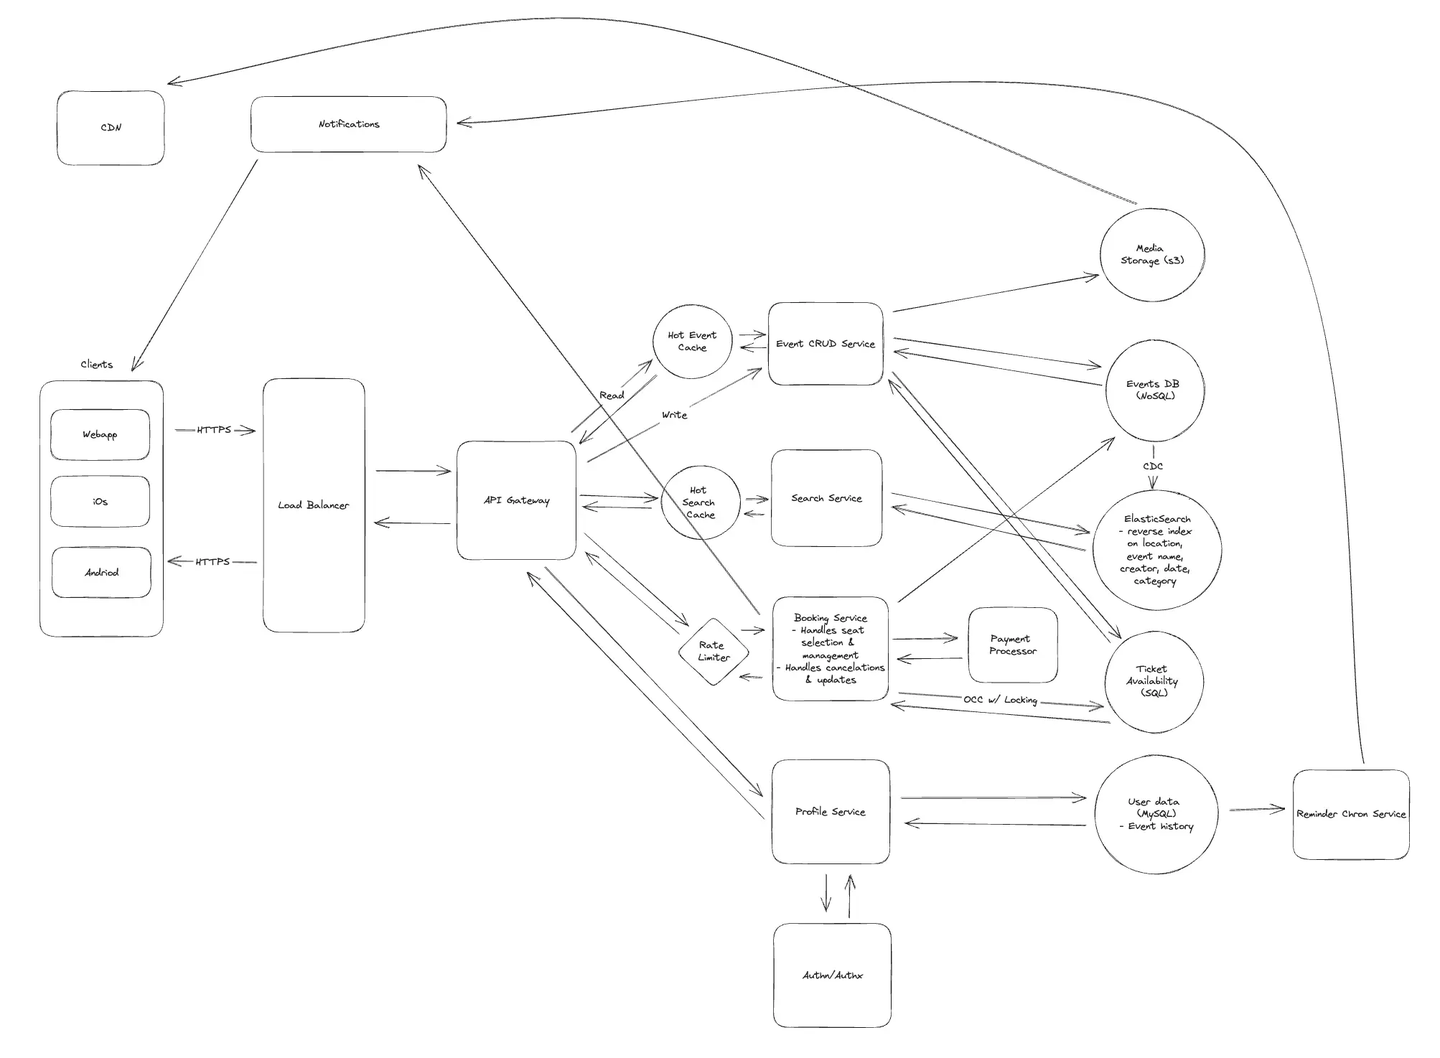 CDN
Notifications
Media
Storage (s3)
Clients
Webapp
iOs
Andriod
HTTPS
HTTPS
Load Balancer
API Gateway
Read
Write
Hot Event
Cache
Event CRUD Service
Events DB
(NoSQL)
CDC
Hot
Search
Cache
Search Service
ElasticSearch
- reverse index
on location,
event name,
creator, date,
category
Rate
Limiter
Booking Service
- Handles seat
selection &
management
- Handles cancelations
& updates
Payment
Processor
OCC w/ Locking
Ticket
Availability
(SQL)
Profile Service
User data
(MySQL)
- Event history
Reminder Chron Service
Authn/Authx